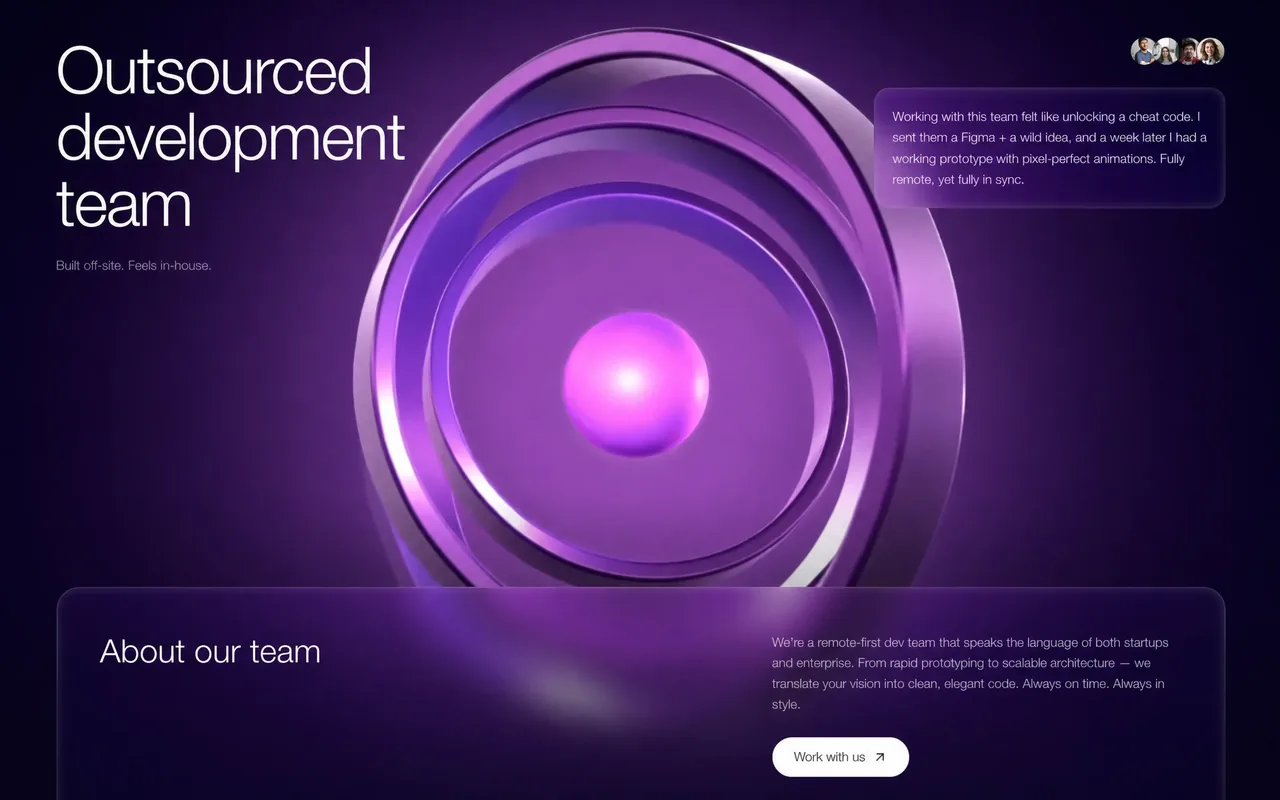 Outsourced
development
team
Built off-site. Feels in-house.
Working with this team felt like unlocking a cheat code. I
sent them a Figma + a wild idea, and a week later I had a
working prototype with pixel-perfect animations. Fully
remote, yet fully in sync.
About our team
We're a remote-first dev team that speaks the language of both startups
and enterprise. From rapid prototyping to scalable architecture — we
translate your vision into clean, elegant code. Always on time. Always in
style.
Work with us